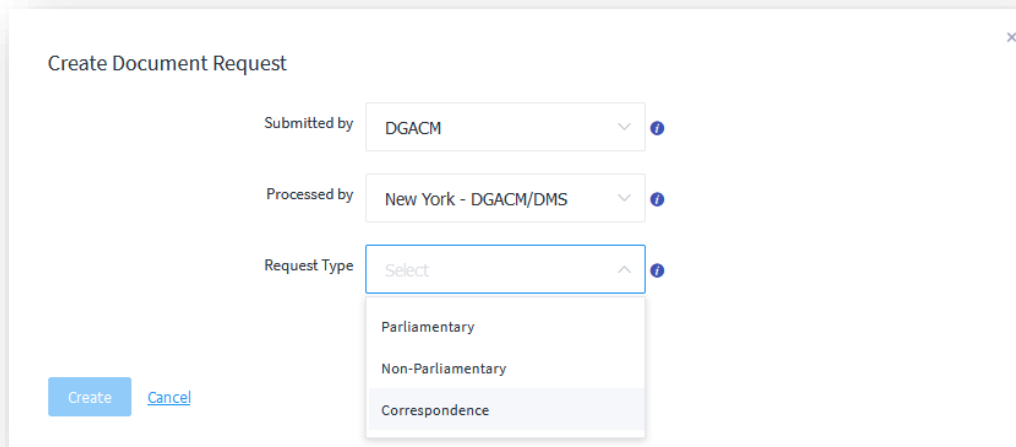 ×
Create Document Request
Submitted by DGACM i
Processed by New York - DGACM/DMS i
Request Type Select i
Parliamentary
Non-Parliamentary
Correspondence
Create Cancel